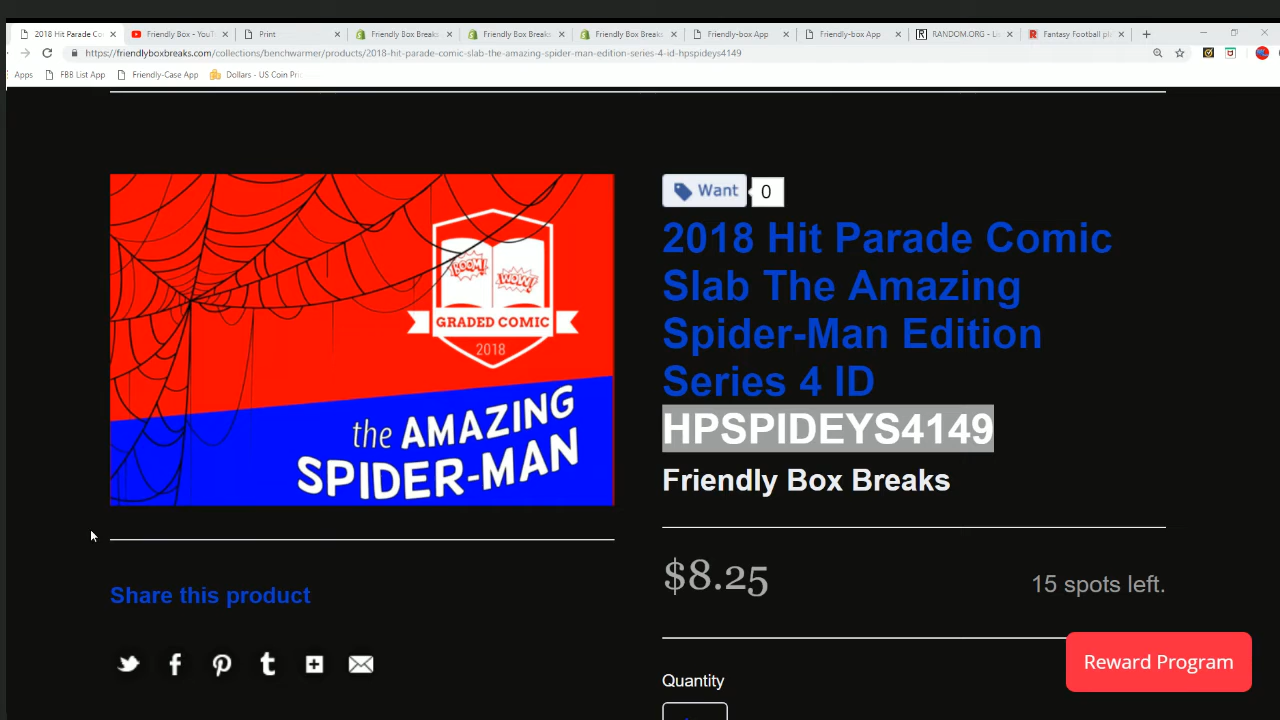 2018 Hit Parade Co
Friendly Box - YouT
Print
Friendly Box Breaks
Friendly Box Breaks
Friendly Box Breaks
Friendly-box App
Friendly-box App
RANDOM.ORG - Li
Fantasy Football pl
https://friendlyboxbreaks.com/collections/benchwarmer/products/2018-hit-parade-comic-slab-the-amazing-spider-man-edition-series-4-id-hpspideys4149
Apps
FBB List App
Friendly-Case App
Dollars - US Coin Pri
BOOM!
WOW!
GRADED COMIC
2018
the AMAZING
SPIDER-MAN
Share this product
Want
0
2018 Hit Parade Comic
Slab The Amazing
Spider-Man Edition
Series 4 ID
HPSPIDEYS4149
Friendly Box Breaks
$8.25
15 spots left.
Reward Program
Quantity